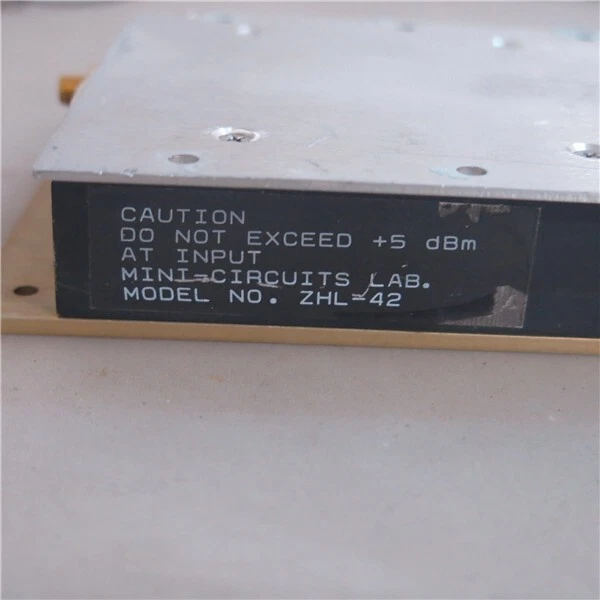 CAUTION
DO NOT EXCEED +5 dBm
AT INPUT
MINI-CIRCUITS LAB.
MODEL NO. ZHL-42